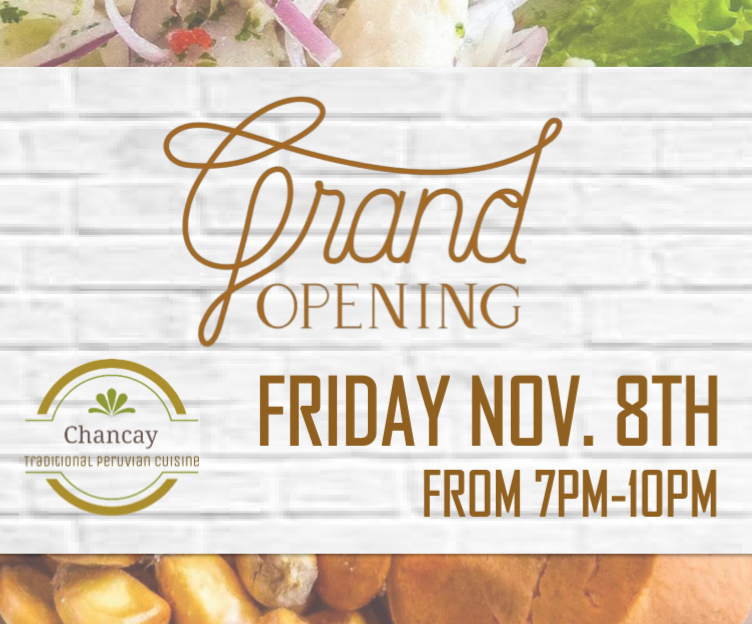 Grand
OPENING
FRIDAY NOV. 8TH
FROM 7PM-10PM
Chancay
Traditional Peruvian Cuisine